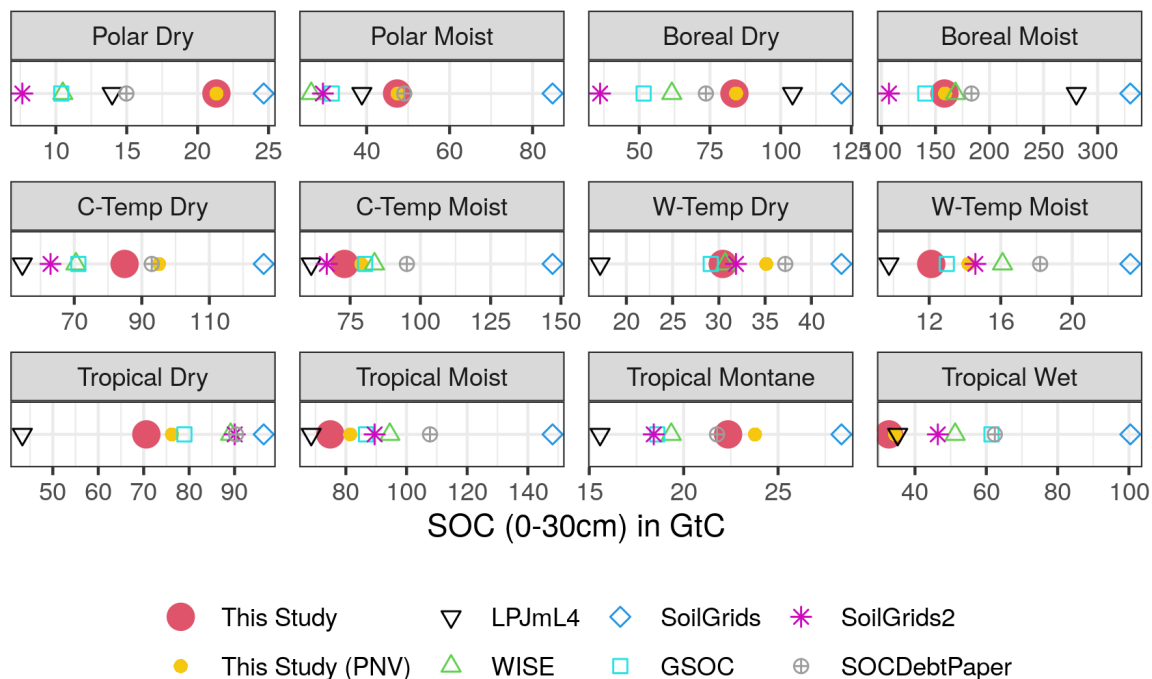 Polar Dry Polar Moist Boreal Dry Boreal Moist
10 15 20 25 40 60 80 50 75 100 125 100 150 200 250 300
C-Temp Dry C-Temp Moist W-Temp Dry W-Temp Moist
70 90 110 75 100 125 150 20 25 30 35 40 12 16 20
Tropical Dry Tropical Moist Tropical Montane Tropical Wet
50 60 70 80 90 80 100 120 140 15 22 25 40 60 80 100
SOC (0-30cm) in GtC
This Study LPJmL4 SoilGrids SoilGrids2
This Study (PNV) WISE GSOC SOCDebtPaper